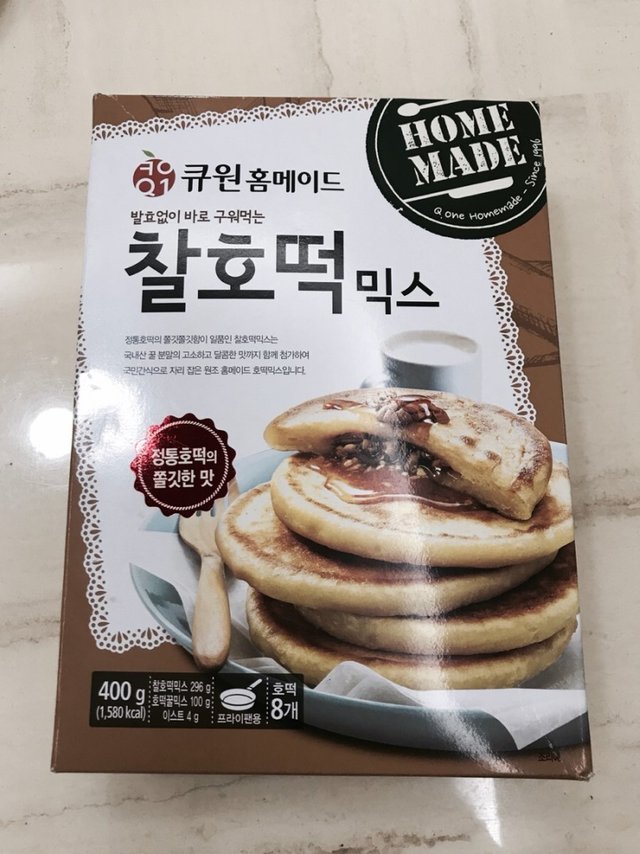 큐원 홈메이드
HOME
MADE
Q.one Homemade - Since 1996
발효없이 바로 구워먹는
찰호떡믹스
정통호떡의 쫄깃쫄깃함이 일품인 찰호떡믹스는
국내산 꿀 분말의 고소하고 달콤한 맛까지 함께 첨가하여
국민간식으로 자리 잡은 원조 홈메이드 호떡믹스입니다.
정통호떡의
쫄깃한 맛
400 g
(1,580 kcal)
찰호떡믹스 296 g
호떡꿀믹스 100 g
이스트 4 g
프라이팬용
호떡
8개